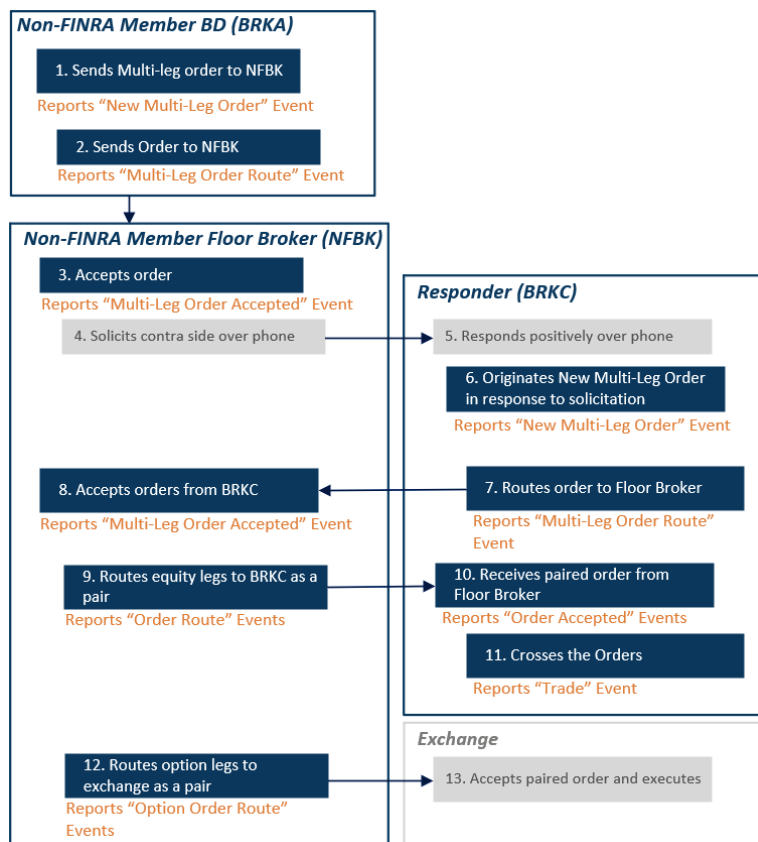 Non-FINRA Member BD (BRKA)
1. Sends Multi-leg order to NFBK
Reports “New Multi-Leg Order” Event
2. Sends Order to NFBK
Reports “Multi-Leg Order Route” Event
Non-FINRA Member Floor Broker (NFBK)
3. Accepts order
Reports “Multi-Leg Order Accepted” Event
4. Solicits contra side over phone
Responder (BRKC)
5. Responds positively over phone
6. Originates New Multi-Leg Order
in response to solicitation
Reports “New Multi-Leg Order” Event
7. Routes order to Floor Broker
Reports “Multi-Leg Order Route”
Event
8. Accepts orders from BRKC
Reports “Multi-Leg Order Accepted” Event
9. Routes equity legs to BRKC as a
pair
Reports “Order Route” Events
10. Receives paired order from
Floor Broker
Reports “Order Accepted” Events
11. Crosses the Orders
Reports “Trade” Event
12. Routes option legs to
exchange as a pair
Reports “Option Order Route”
Events
Exchange
13. Accepts paired order and executes